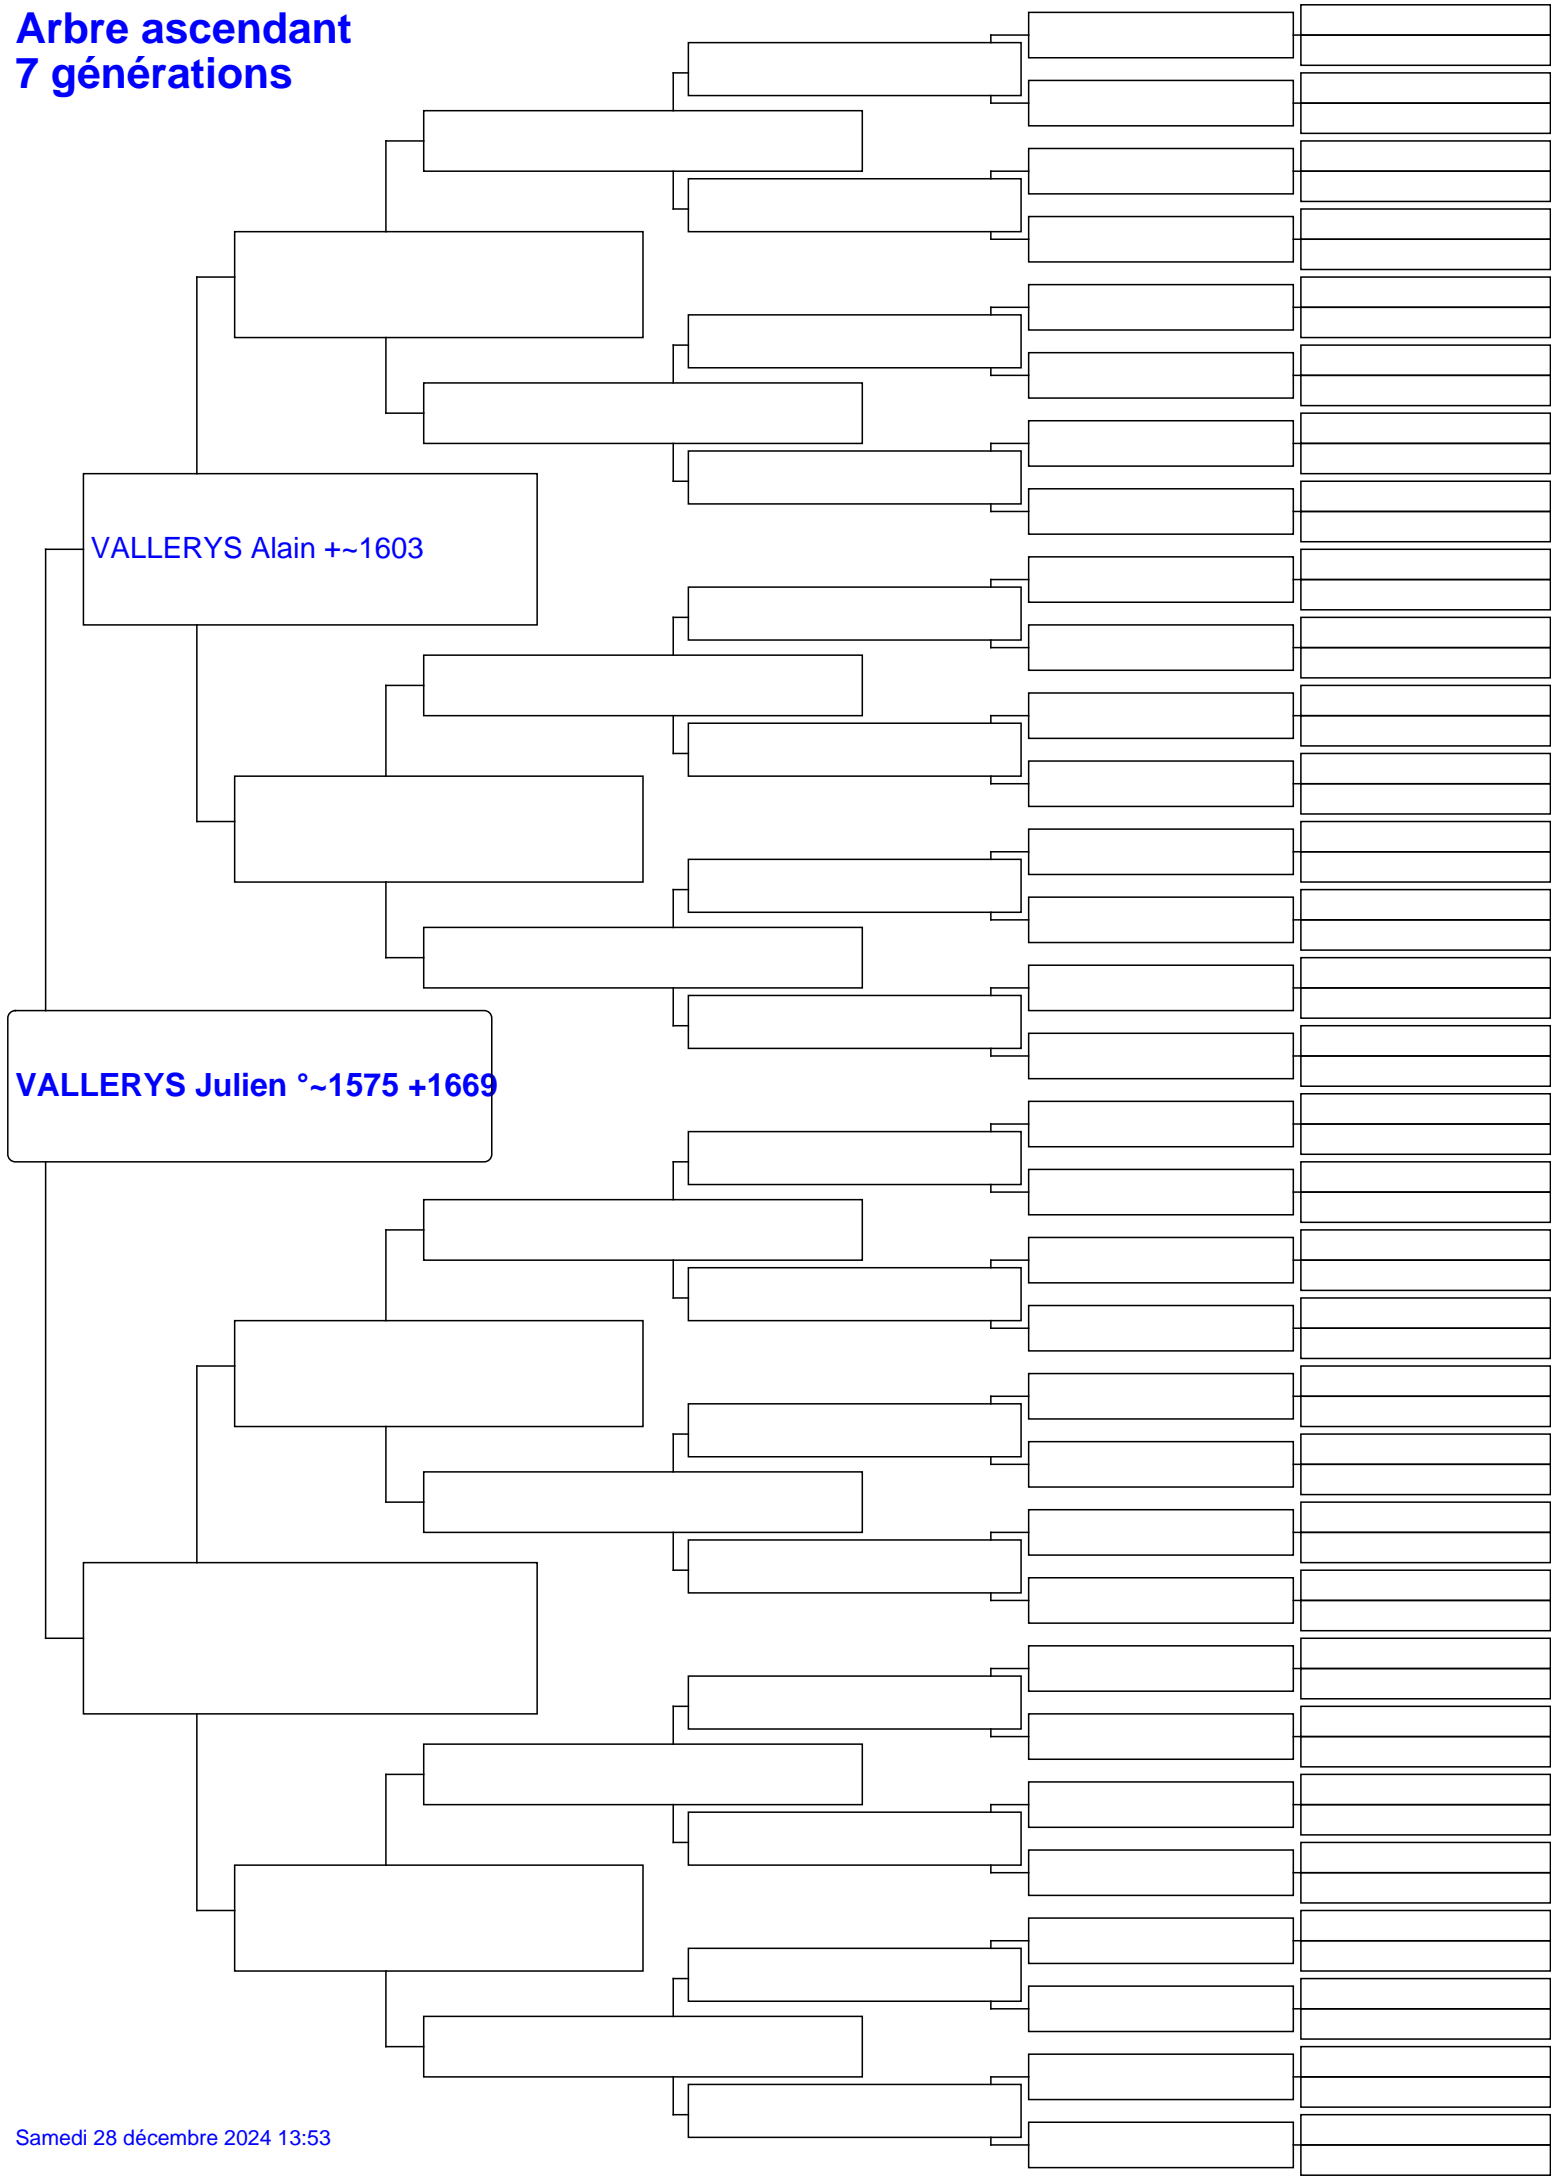 Arbre ascendant
7 générations
VALLERYS Alain +~1603
VALLERYS Julien °~1575 +1669
Samedi 28 décembre 2024 13:53